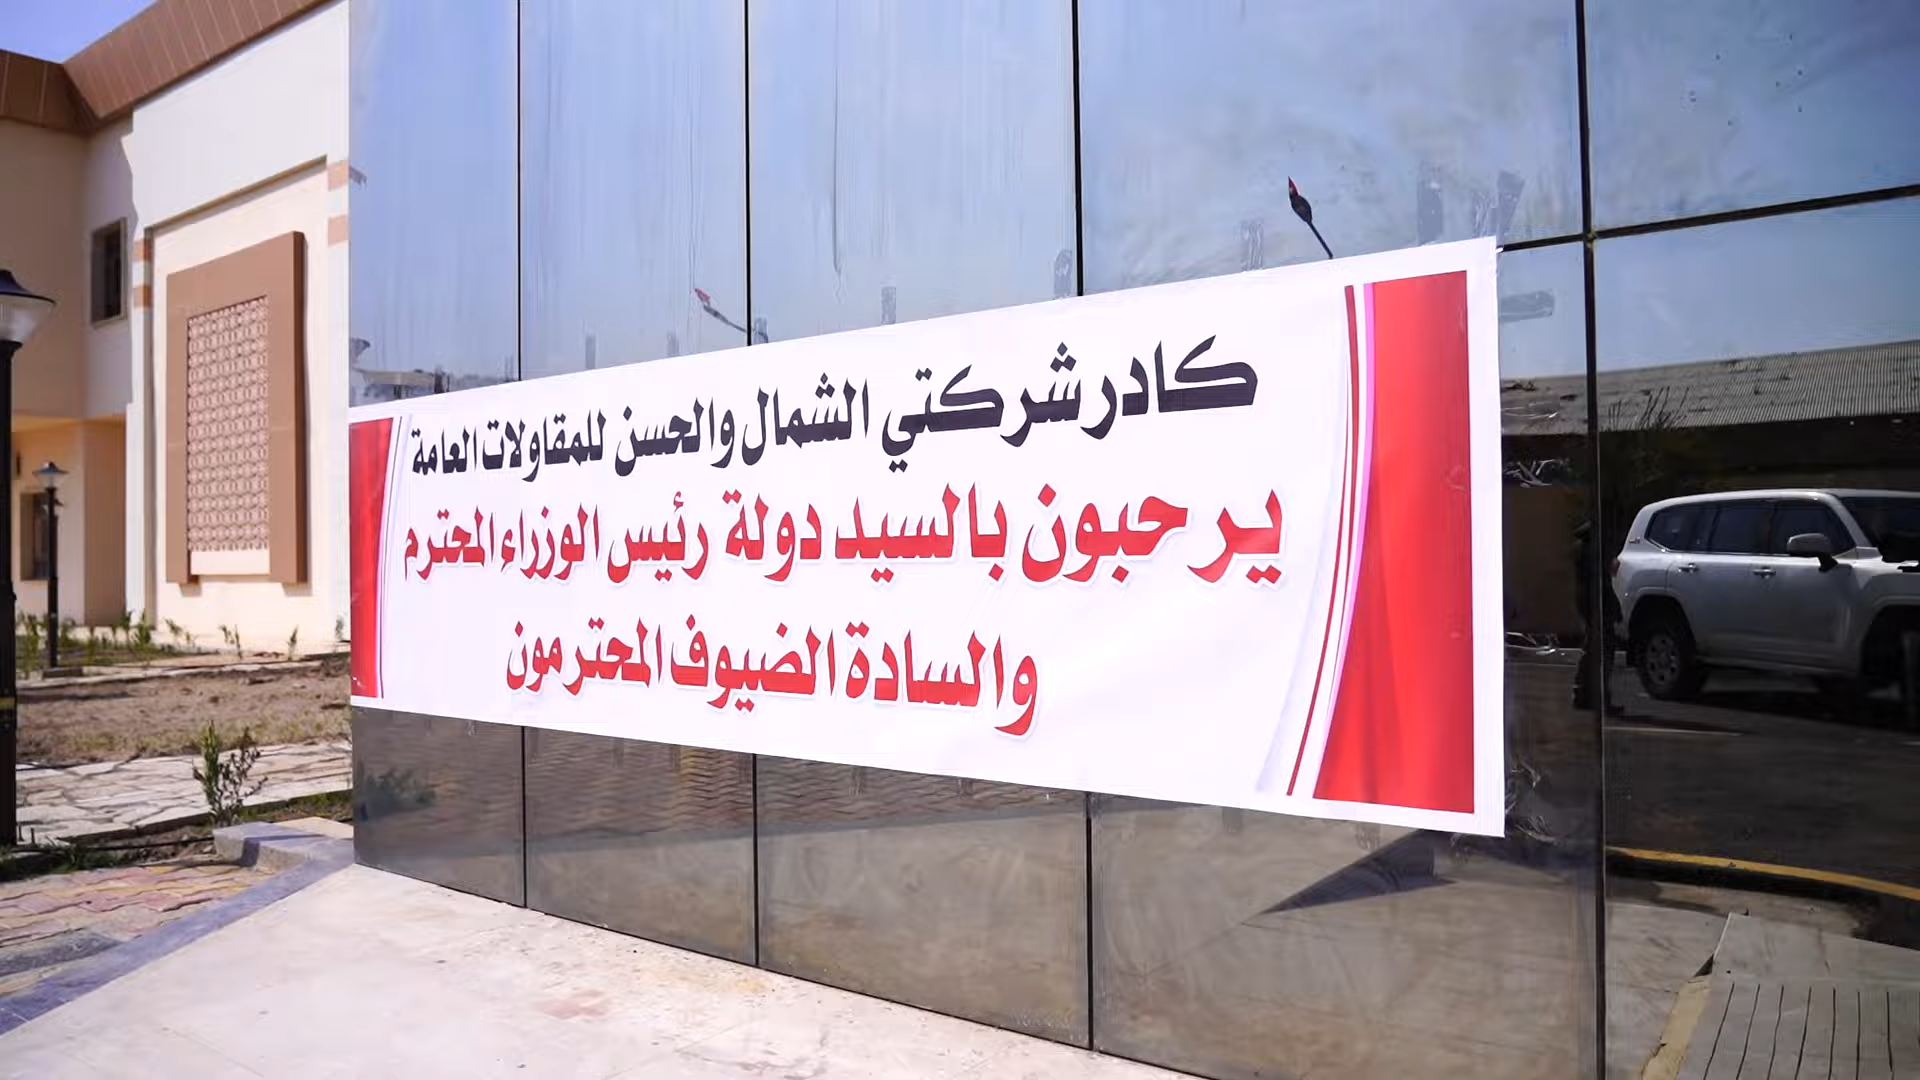 كادر شركتي الشمال والحسن للمقاولات العامة
يرحبون بالسيد دولة رئيس الوزراء المحترم
والسادة الضيوف المحترمون